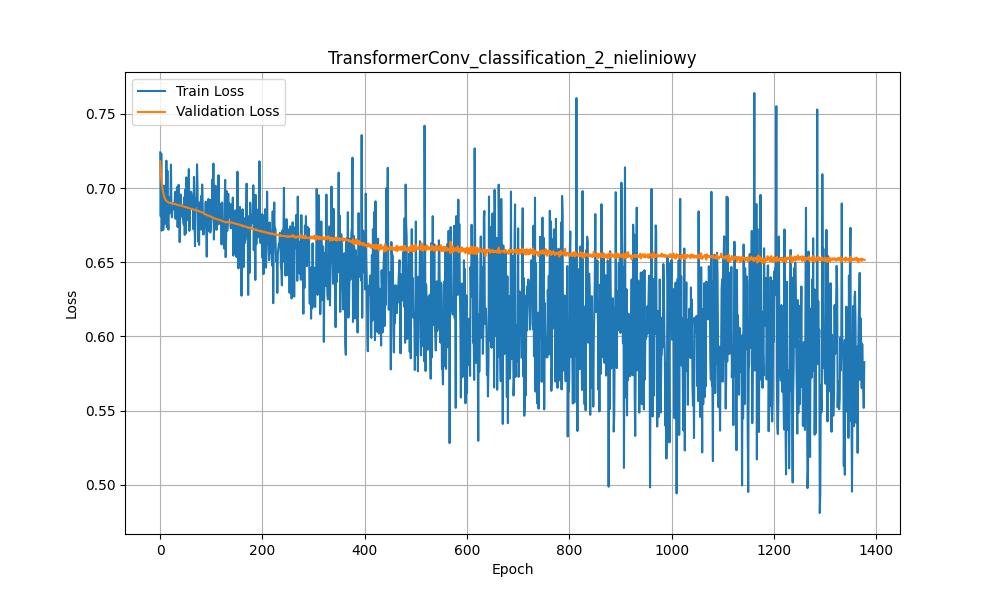 TransformerConv_classification_2_nieliniowy
Train Loss
Validation Loss
0.75
0.70
0.65
0.60
0.55
0.50
Loss
0 200 400 600 800 1000 1200 1400
Epoch